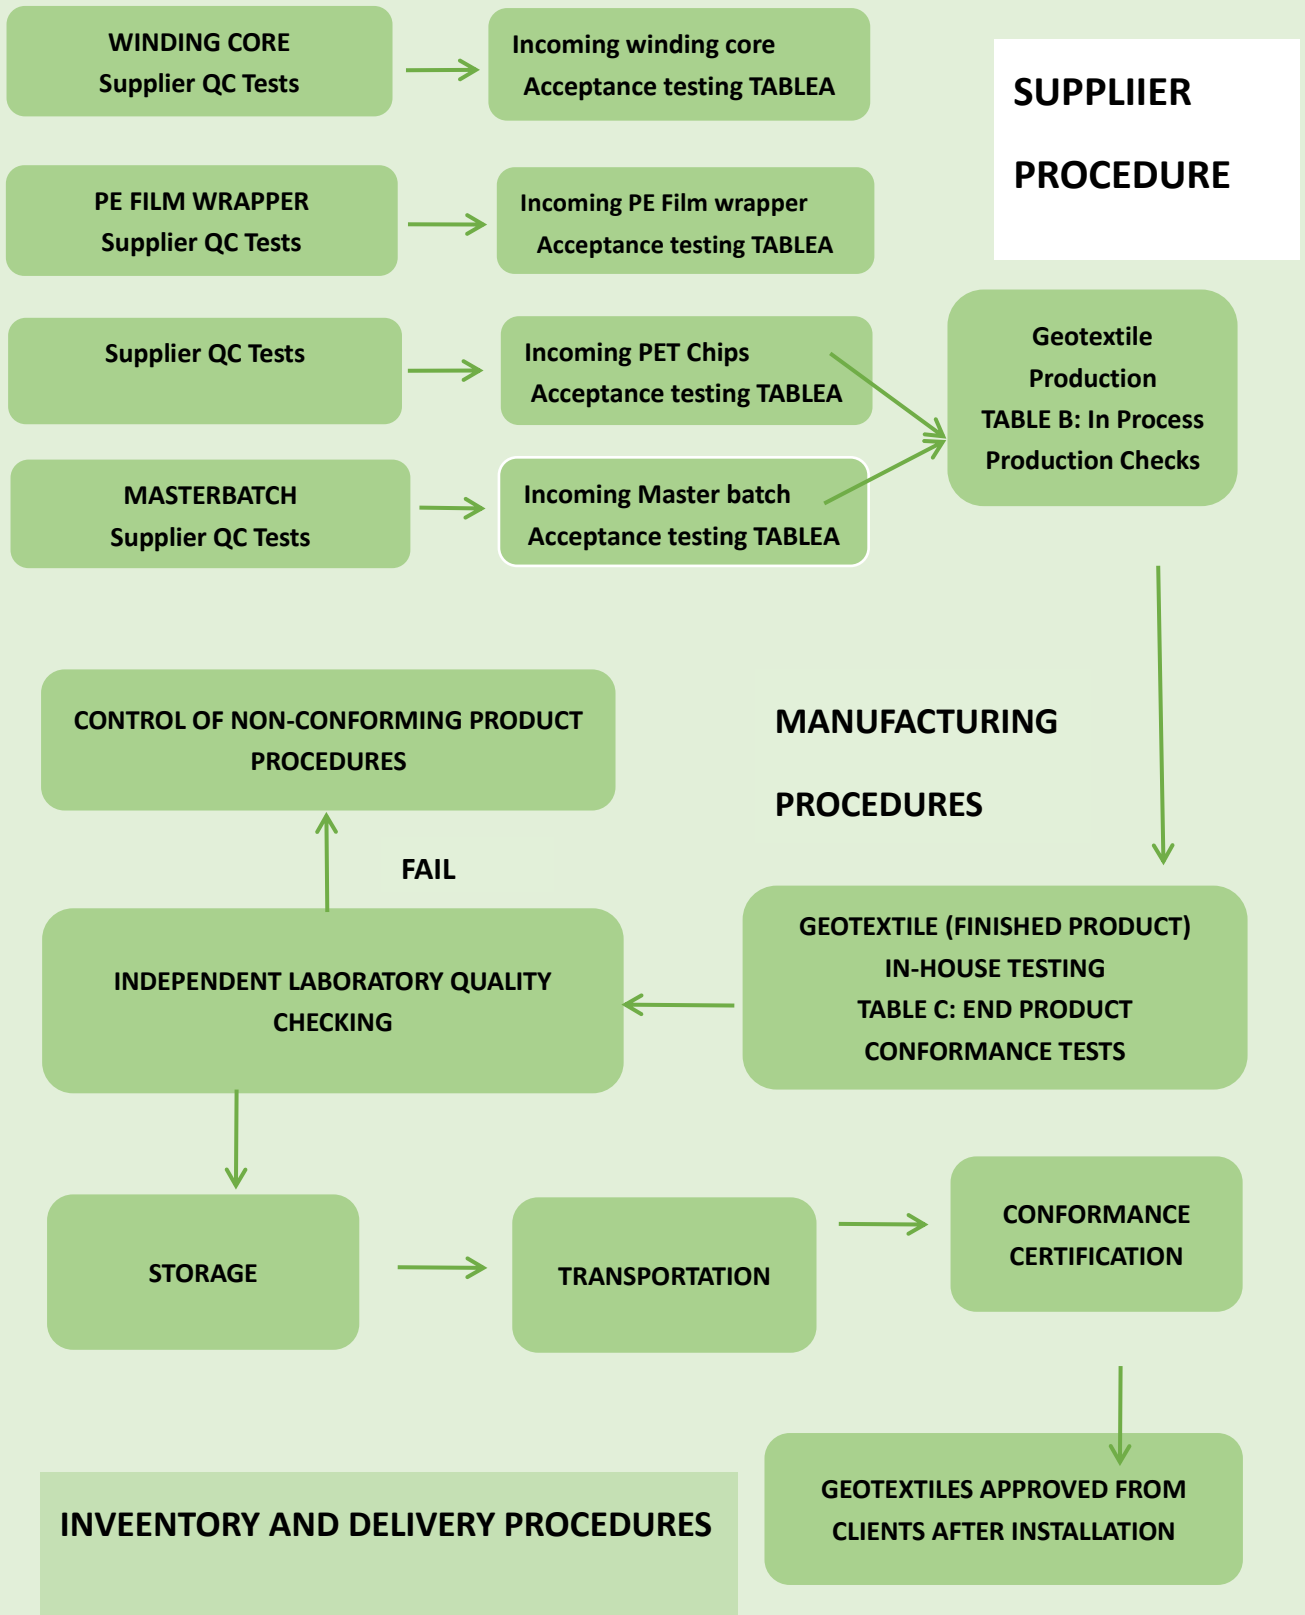 WINDING CORE
Supplier QC Tests
Incoming winding core
Acceptance testing TABLEA
SUPPLIIER
PROCEDURE
PE FILM WRAPPER
Supplier QC Tests
Incoming PE Film wrapper
Acceptance testing TABLEA
Supplier QC Tests
Incoming PET Chips
Acceptance testing TABLEA
Geotextile
Production
TABLE B: In Process
Production Checks
MASTERBATCH
Supplier QC Tests
Incoming Master batch
Acceptance testing TABLEA
CONTROL OF NON-CONFORMING PRODUCT
PROCEDURES
MANUFACTURING
PROCEDURES
FAIL
INDEPENDENT LABORATORY QUALITY
CHECKING
GEOTEXTILE (FINISHED PRODUCT)
IN-HOUSE TESTING
TABLE C: END PRODUCT
CONFORMANCE TESTS
STORAGE
TRANSPORTATION
CONFORMANCE
CERTIFICATION
INVEENTORY AND DELIVERY PROCEDURES
GEOTEXTILES APPROVED FROM
CLIENTS AFTER INSTALLATION